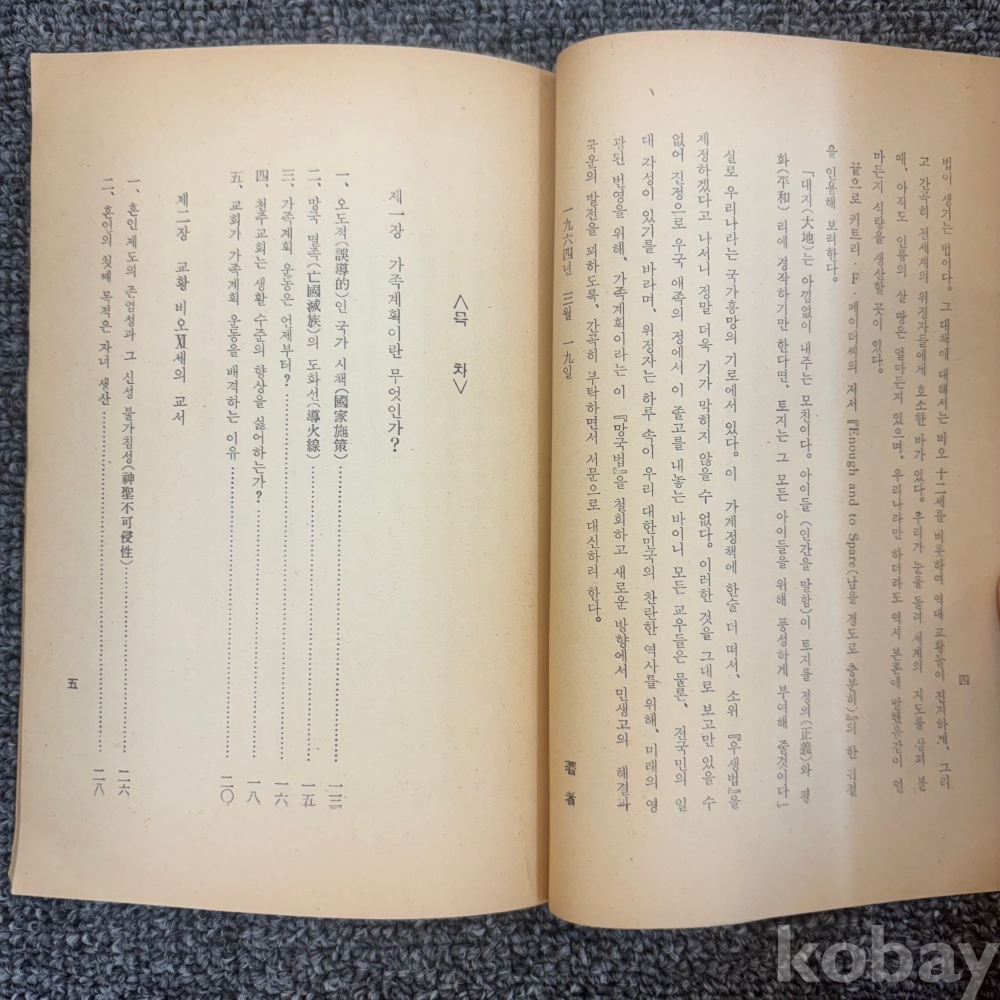 四
법이 생기는 법이다. 그 대책에 대해서는 비오 十二세를 비롯하여 역대 교황들이 진지하게, 그리
고 간곡히 전세계의 위정자들에게 호소한 바가 있다. 우리가 눈을 돌려 세계의 지도를 살피 볼
때, 아직도 인류의 살 땅은 얼마든지 있으며, 우리나라만 하더라도 역시 본론에 말했은간이 언
마든지 식량을 생산할 곳이 있다.
끝으로 커트리·F·메이더씨의 저서 『Enough and to Spare(남을 정도로 충분히)』의 한 귀절
을 인용해 보려한다.
「대지(大地)는 아낌없이 내주는 모친이다. 아이들 (인간을 말함)이 토지를 정의(正義)와 평
화(平和)리에 경작하기만 한다면, 토지는 그 모든 아이들을 위해 풍성하게 부여해 줄것이다」
실로 우리나라는 국가흥망의 기로에서 있다. 이 가계정책에 한술 더 떠서, 소위 『우생법』을
제정하겠다고 나서니 정말 더욱 기가 막히지 않을 수 없다. 이러한 것을 그대로 보고만 있을 수
없어 진정으로 우국 애족의 정에서 이 졸고를 내놓는 바이니 모든 교우들은 물론, 전국민의 일
대 각성이 있기를 바라며, 위정자는 하루 속이 우리 대한민국의 찬란한 역사를 위해, 미래의 영
광된 번영을 위해, 가족계획이라는 이 『망국법』을 철회하고 새로운 방향에서 민생고의 해결과
국운의 발전을 꾀하도록, 간곡히 부탁하면서 서문으로 대신하려 한다.
一九六四년 三월 一九일
著者
<목 차>
제一장 가족계획이란 무엇인가?
一、오도적(誤導的)인 국가 시책(國家施策)……一三
二、망국 멸족(亡國滅族)의 도화선(導火線)……一五
三、가족계획 운동은 언제부터?……一六
四、천주교회는 생활 수준의 향상을 싫어하는가?……一八
五、교회가 가족계획 운동을 배격하는 이유……二〇
제二장 교황 비오Ⅺ세의 교서
一、혼인 제도의 존엄성과 그 신성 불가침성(神聖不可侵性)……二六
二、혼인의 첫째 목적은 자녀 생산……二八
五
kobay